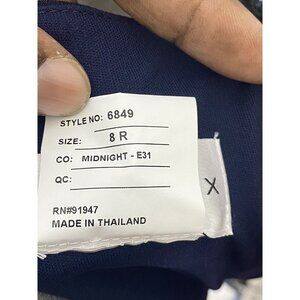 STYLE NO: 6849
SIZE: 8 R
CO: MIDNIGHT - E31
QC:
RN#91947
MADE IN THAILAND
X